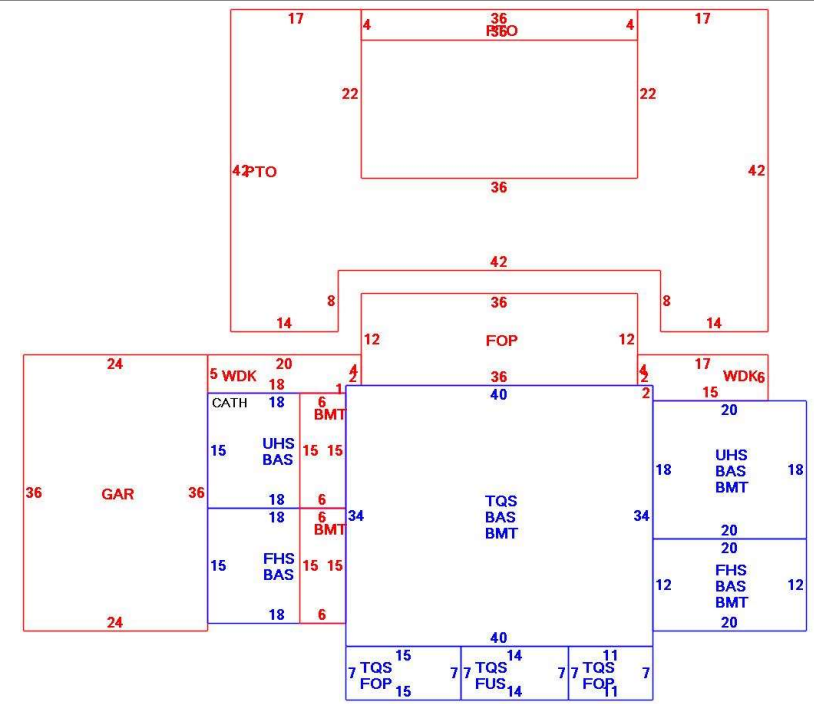 17 36 17
4 36 4
PTO
22 22
42 PTO 42
36
42
8 36 8
14 14
12 FOP 12
24 20 17
5 WDK 4 4 WDK 6
2 36 2
18 1 40 2 15
CATH 18 6 20
BMT
15 UHS 15 15 UHS
BAS 18 BAS 18
BMT
36 GAR 36 TQS
18 6 BAS
18 6 34 BMT 34 20
BMT 20
15 FHS 15 15 FHS
BAS 12 BAS 12
BMT
24 18 6 20
40
15 14 11
7 TQS 7 7 TQS 7 7 TQS 7
FOP 15 FUS 14 FOP 11